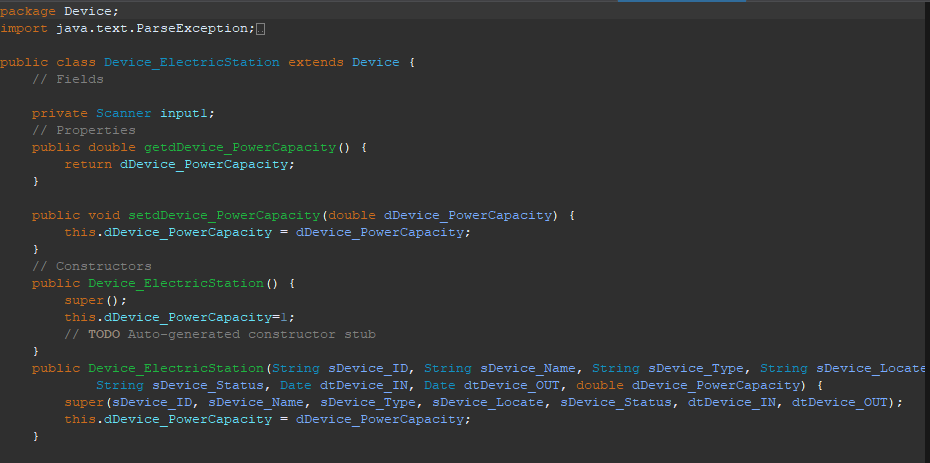 package Device;
import java.text.ParseException;
public class Device_ElectricStation extends Device {
// Fields
private Scanner input1;
// Properties
public double getdDevice_PowerCapacity() {
return dDevice_PowerCapacity;
}
public void setdDevice_PowerCapacity(double dDevice_PowerCapacity) {
this.dDevice_PowerCapacity = dDevice_PowerCapacity;
}
// Constructors
public Device_ElectricStation() {
super();
this.dDevice_PowerCapacity=1;
// TODO Auto-generated constructor stub
}
public Device_ElectricStation(String sDevice_ID, String sDevice_Name, String sDevice_Type, String sDevice_Locate
String sDevice_Status, Date dtDevice_IN, Date dtDevice_OUT, double dDevice_PowerCapacity) {
super(sDevice_ID, sDevice_Name, sDevice_Type, sDevice_Locate, sDevice_Status, dtDevice_IN, dtDevice_OUT);
this.dDevice_PowerCapacity = dDevice_PowerCapacity;
}